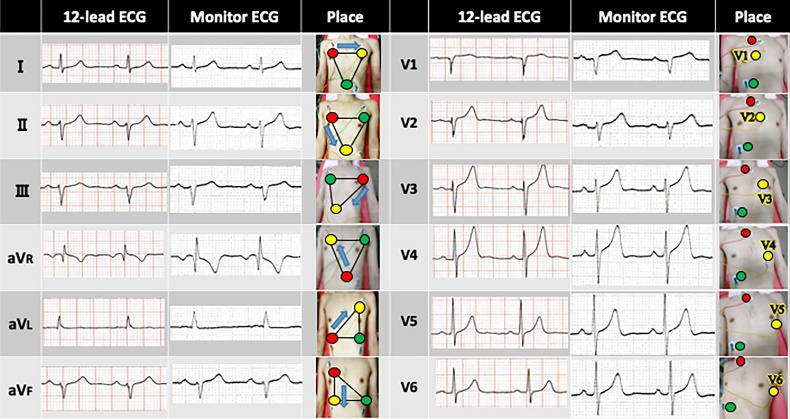 12-lead ECG Monitor ECG Place 12-lead ECG Monitor ECG Place
I V1 V1
II V2 V2
III V3 V3
aVR V4 V4
aVL V5 V5
aVF V6 V6